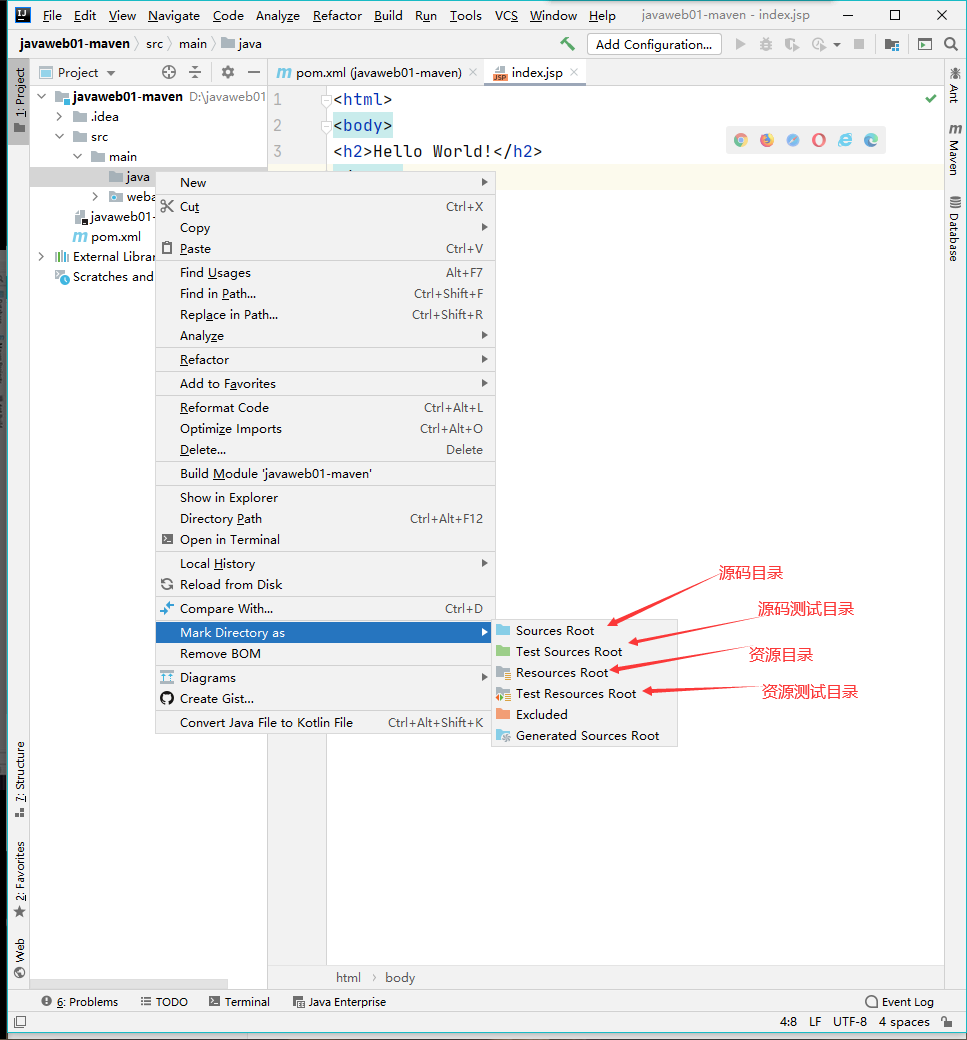 File Edit View Navigate Code Analyze Refactor Build Run Tools VCS Window Help javaweb01-maven - index.jsp
javaweb01-maven src main java Add Configuration...
1: Project
Project
pom.xml (javaweb01-maven)
index.jsp
javaweb01-maven D:\javaweb01
.idea
src
main
java
weba
javaweb01-
pom.xml
External Librar
Scratches and
1 <html>
2 <body>
3 <h2>Hello World!</h2>
Ant
Maven
Database
New
Cut Ctrl+X
Copy
Paste Ctrl+V
Find Usages Alt+F7
Find in Path... Ctrl+Shift+F
Replace in Path... Ctrl+Shift+R
Analyze
Refactor
Add to Favorites
Reformat Code Ctrl+Alt+L
Optimize Imports Ctrl+Alt+O
Delete... Delete
Build Module 'javaweb01-maven'
Show in Explorer
Directory Path Ctrl+Alt+F12
Open in Terminal
Local History
Reload from Disk
Compare With... Ctrl+D
Mark Directory as
Remove BOM
Diagrams
Create Gist...
Convert Java File to Kotlin File Ctrl+Alt+Shift+K
Sources Root
Test Sources Root
Resources Root
Test Resources Root
Excluded
Generated Sources Root
源码目录
源码测试目录
资源目录
资源测试目录
7: Structure
2: Favorites
Web
html body
6: Problems TODO Terminal Java Enterprise Event Log
4:8 LF UTF-8 4 spaces